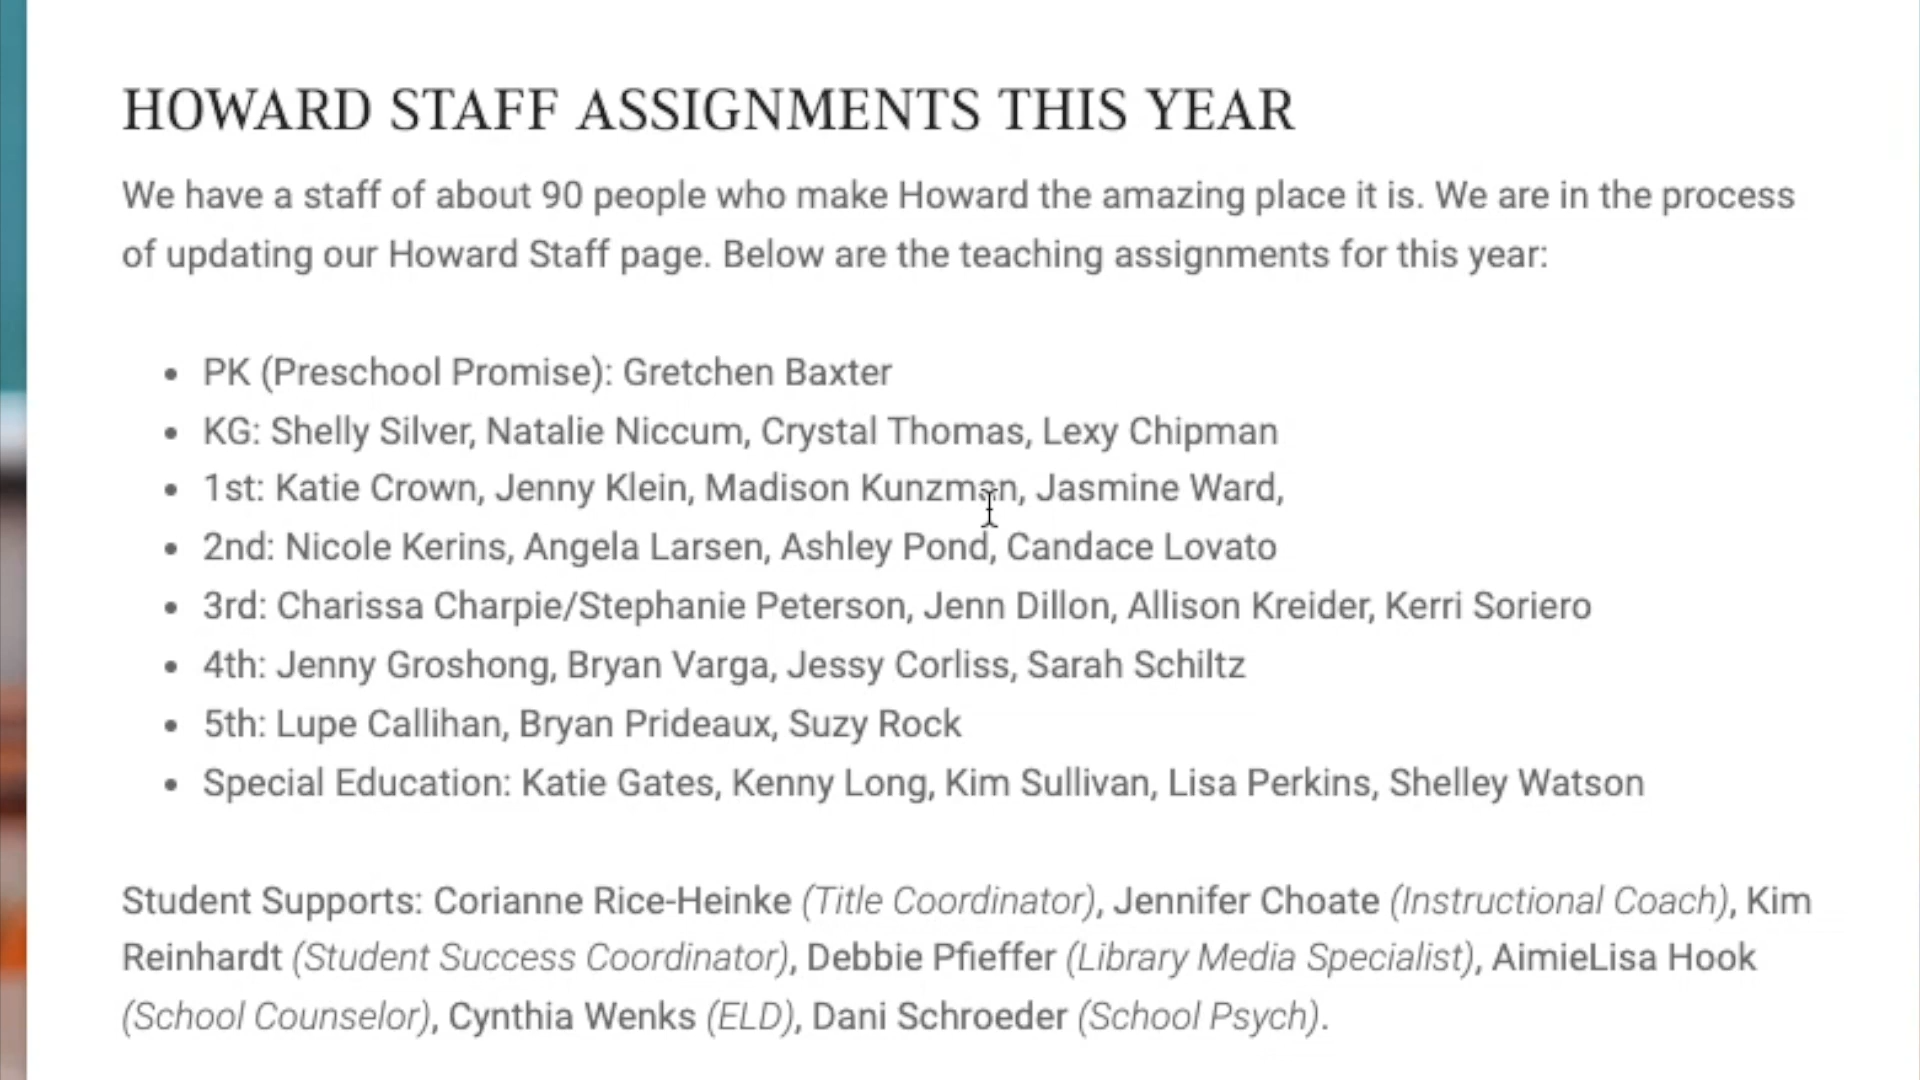 HOWARD STAFF ASSIGNMENTS THIS YEAR
We have a staff of about 90 people who make Howard the amazing place it is. We are in the process
of updating our Howard Staff page. Below are the teaching assignments for this year:
• PK (Preschool Promise): Gretchen Baxter
• KG: Shelly Silver, Natalie Niccum, Crystal Thomas, Lexy Chipman
• 1st: Katie Crown, Jenny Klein, Madison Kunzman, Jasmine Ward,
• 2nd: Nicole Kerins, Angela Larsen, Ashley Pond, Candace Lovato
• 3rd: Charissa Charpie/Stephanie Peterson, Jenn Dillon, Allison Kreider, Kerri Soriero
• 4th: Jenny Groshong, Bryan Varga, Jessy Corliss, Sarah Schiltz
• 5th: Lupe Callihan, Bryan Prideaux, Suzy Rock
• Special Education: Katie Gates, Kenny Long, Kim Sullivan, Lisa Perkins, Shelley Watson
Student Supports: Corianne Rice-Heinke (Title Coordinator), Jennifer Choate (Instructional Coach), Kim
Reinhardt (Student Success Coordinator), Debbie Pfieffer (Library Media Specialist), AimieLisa Hook
(School Counselor), Cynthia Wenks (ELD), Dani Schroeder (School Psych).